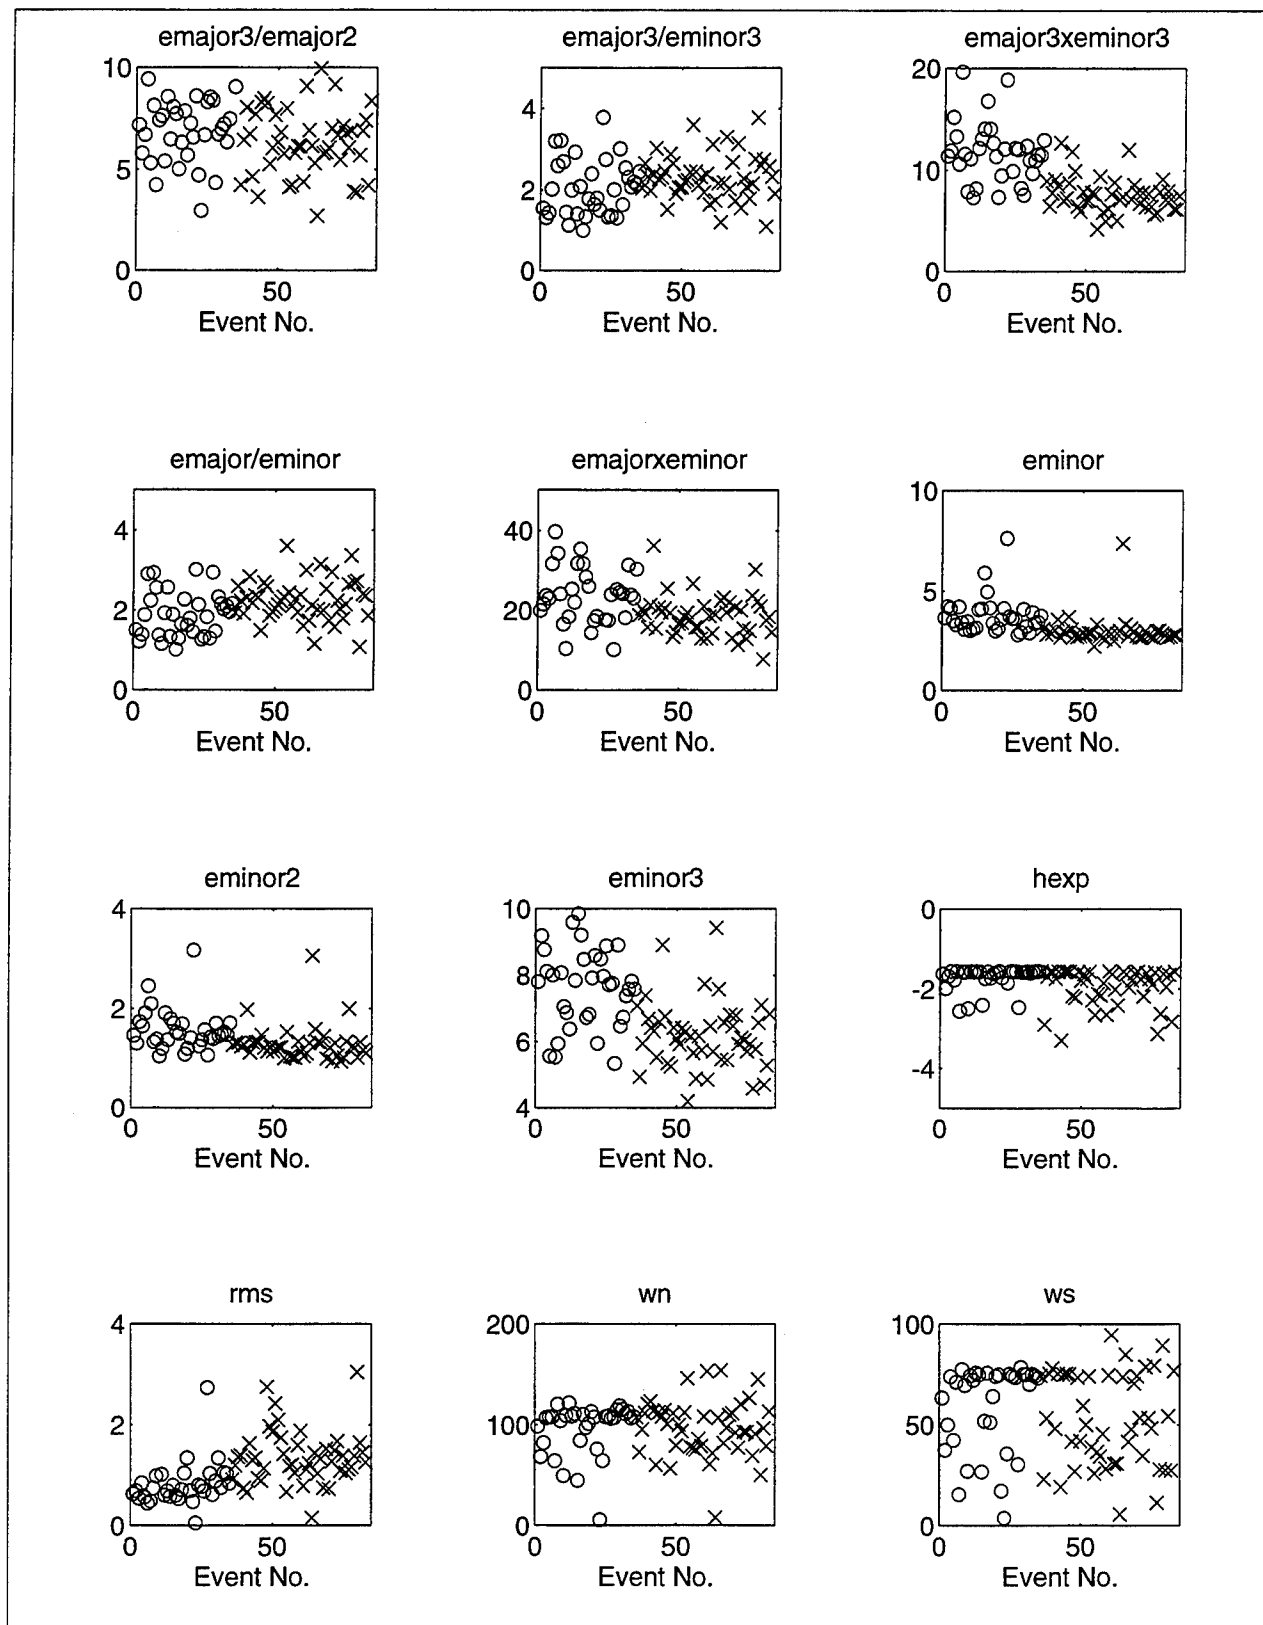 emajor3/emajor2 emajor3/eminor3 emajor3xeminor3
10 4 20
5 2 10
0 0 0
0 50 0 50 0 50
Event No. Event No. Event No.
emajor/eminor emajorxeminor eminor
4 40 10
2 20 5
0 0 0
0 50 0 50 0 50
Event No. Event No. Event No.
eminor2 eminor3 hexp
4 10 0
8
2 -2
6 -4
0 4
0 50 0 50 0 50
Event No. Event No. Event No.
rms wn ws
4 200 100
2 100 50
0 0 0
0 50 0 50 0 50
Event No. Event No. Event No.